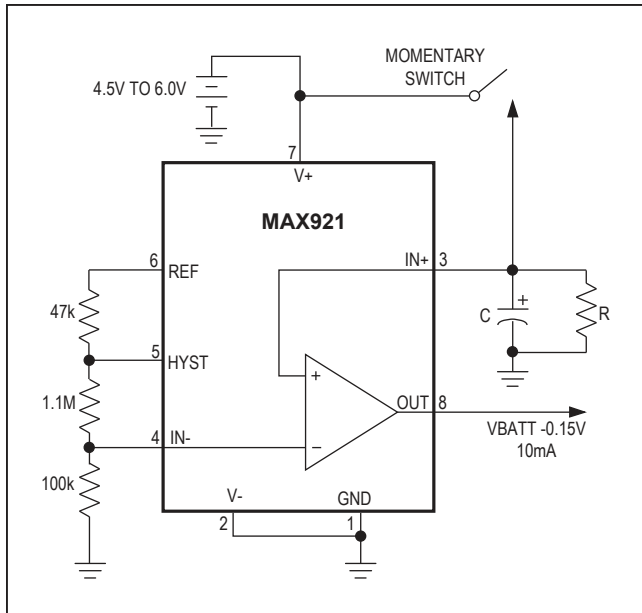 MOMENTARY
SWITCH
4.5V TO 6.0V
7
V+
MAX921
6
REF
IN+
3
47k
+
C
R
5
HYST
+
1.1M
OUT
8
4
IN-
−
VBATT -0.15V
10mA
100k
V-
GND
2
1